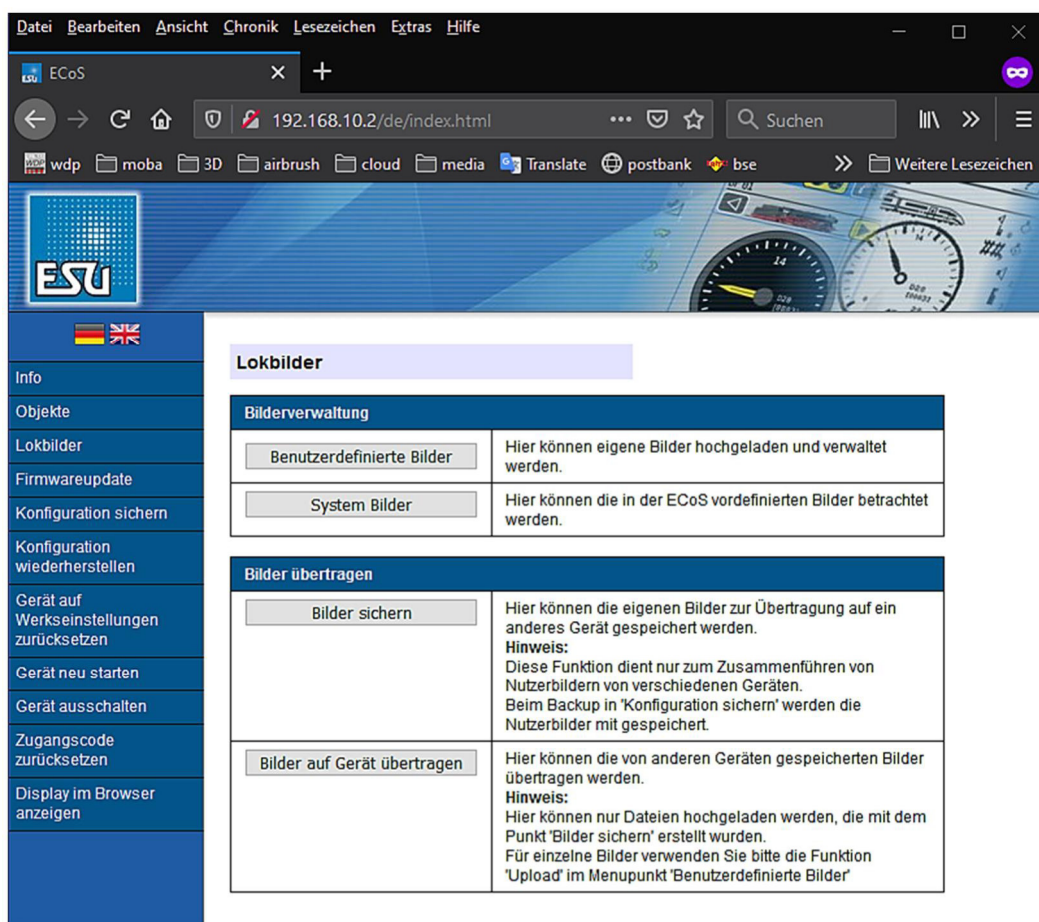 Datei Bearbeiten Ansicht Chronik Lesezeichen Extras Hilfe
ECoS
192.168.10.2/de/index.html
Suchen
wdp moba 3D airbrush cloud media Translate postbank bse Weitere Lesezeichen
ESU
14
Lokbilder
Info
Objekte
Lokbilder
Firmwareupdate
Konfiguration sichern
Konfiguration
wiederherstellen
Gerät auf
Werkseinstellungen
zurücksetzen
Gerät neu starten
Gerät ausschalten
Zugangscode
zurücksetzen
Display im Browser
anzeigen
Bilderverwaltung
Benutzerdefinierte Bilder
Hier können eigene Bilder hochgeladen und verwaltet
werden.
System Bilder
Hier können die in der ECoS vordefinierten Bilder betrachtet
werden.
Bilder übertragen
Bilder sichern
Hier können die eigenen Bilder zur Übertragung auf ein
anderes Gerät gespeichert werden.
Hinweis:
Diese Funktion dient nur zum Zusammenführen von
Nutzerbildern von verschiedenen Geräten.
Beim Backup in 'Konfiguration sichern' werden die
Nutzerbilder mit gespeichert.
Bilder auf Gerät übertragen
Hier können die von anderen Geräten gespeicherten Bilder
übertragen werden.
Hinweis:
Hier können nur Dateien hochgeladen werden, die mit dem
Punkt 'Bilder sichern' erstellt wurden.
Für einzelne Bilder verwenden Sie bitte die Funktion
'Upload' im Menupunkt 'Benutzerdefinierte Bilder'